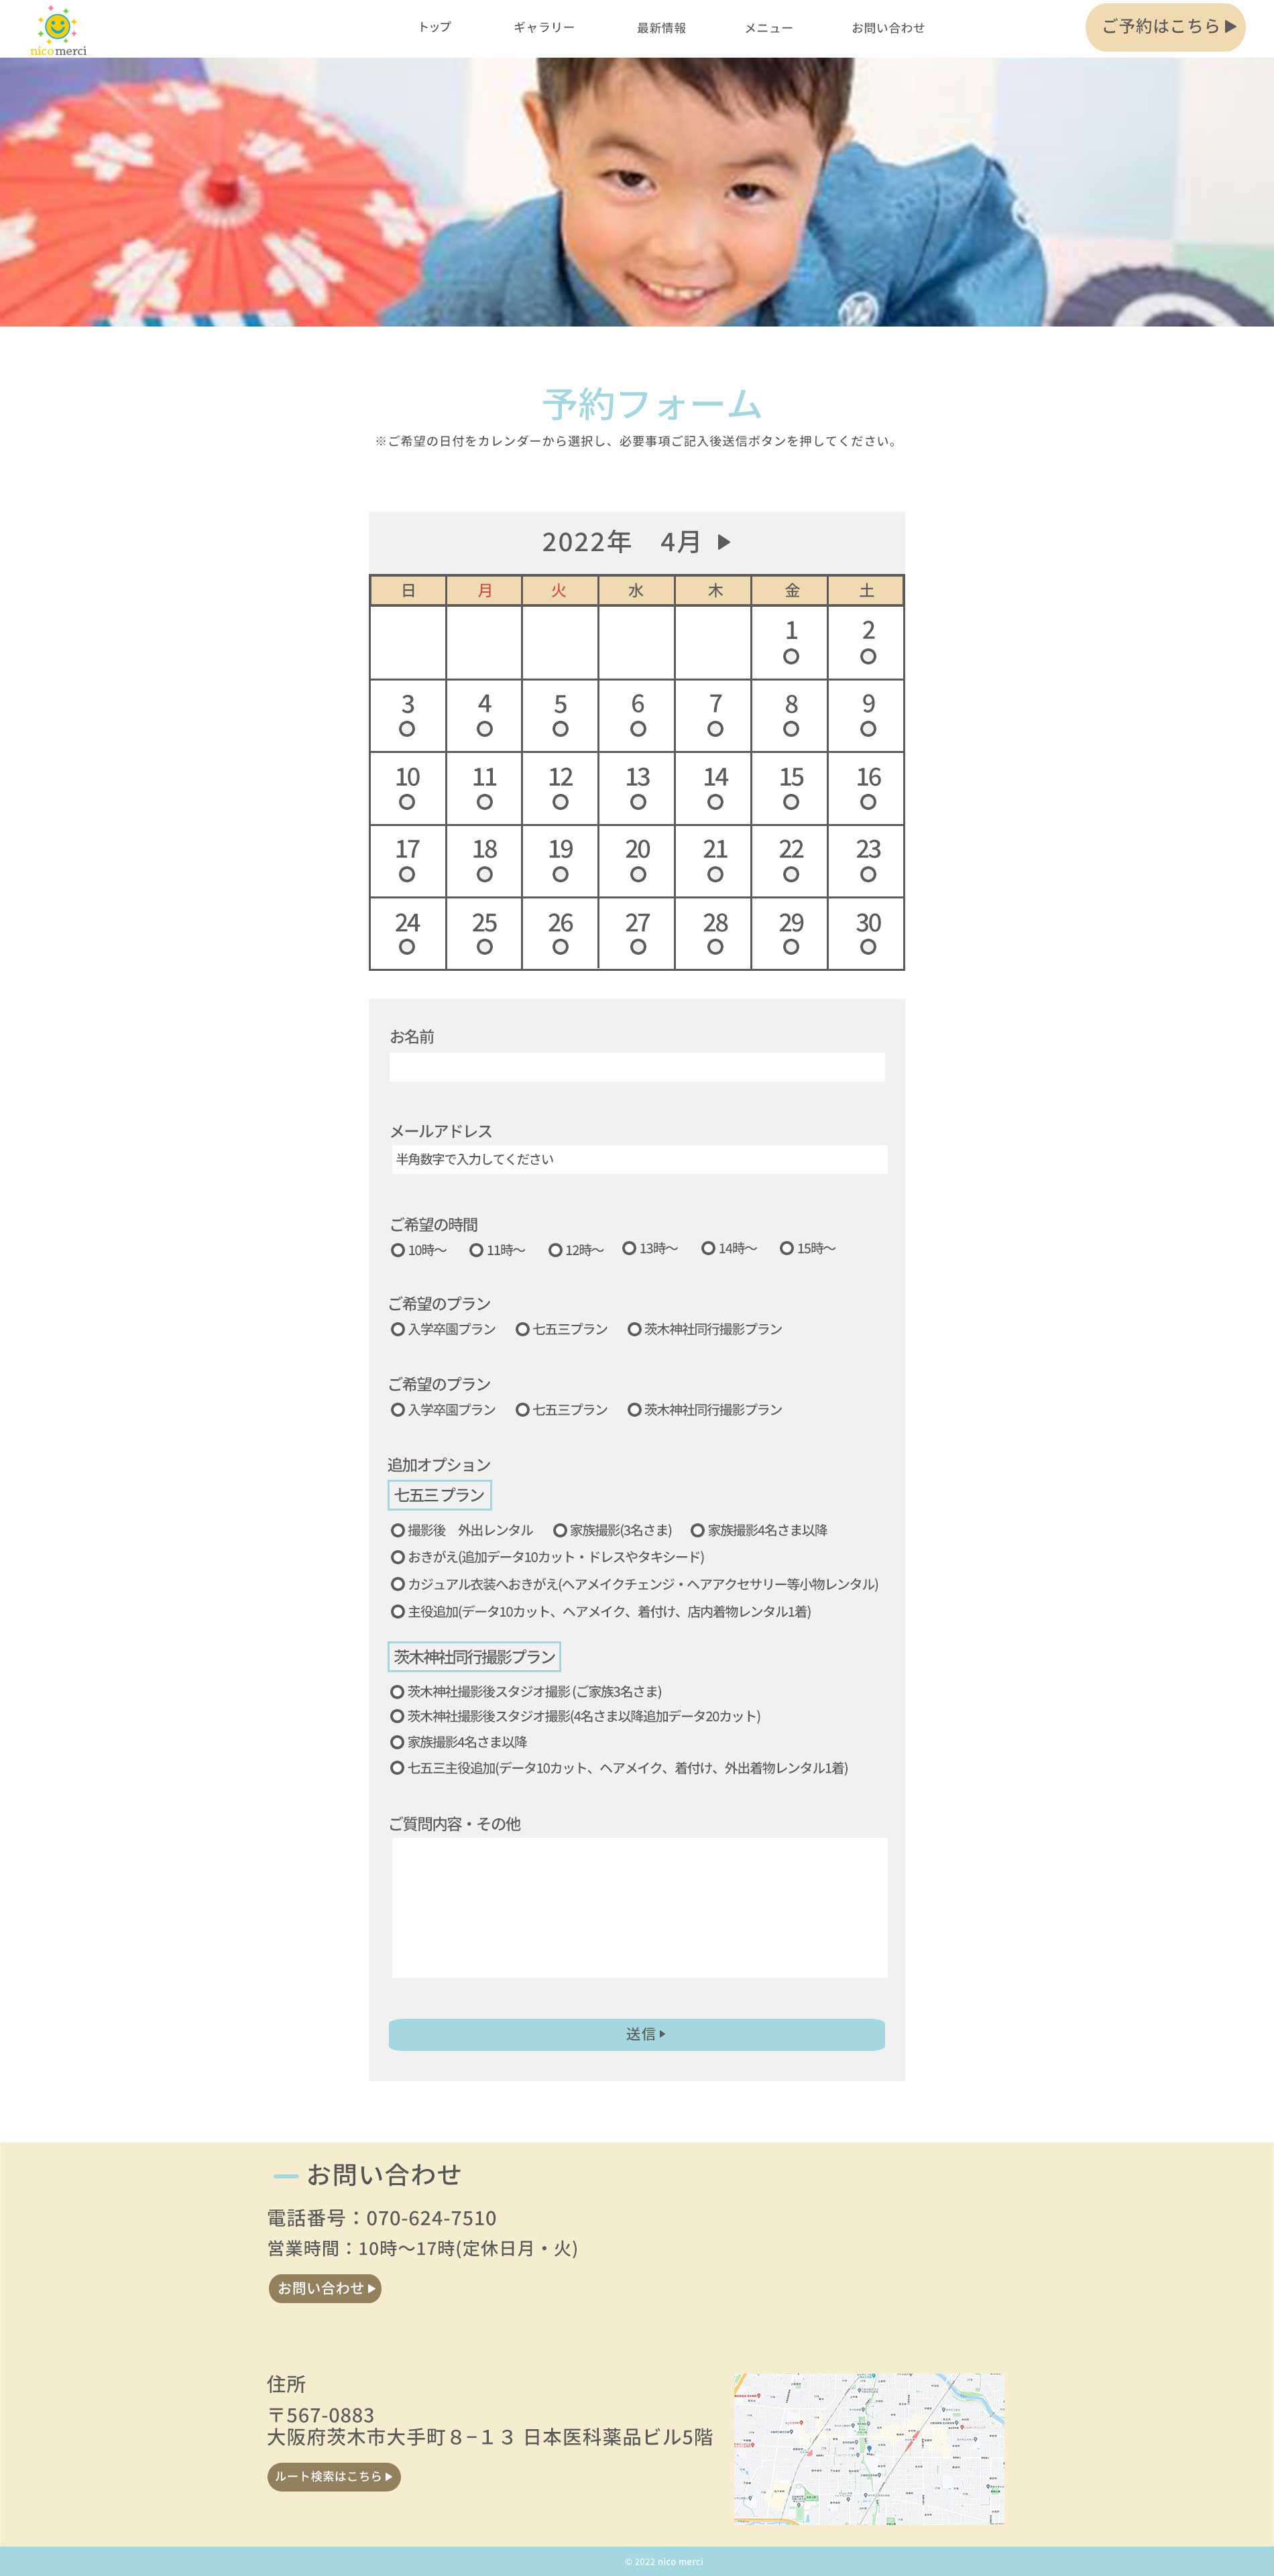 nicomerci
トップ ギャラリー 最新情報 メニュー お問い合わせ
ご予約はこちら▶
予約フォーム
※ご希望の日付をカレンダーから選択し、必要事項ご記入後送信ボタンを押してください。
2022年 4月 ▶
日 月 火 水 木 金 土
1 2
3 4 5 6 7 8 9
10 11 12 13 14 15 16
17 18 19 20 21 22 23
24 25 26 27 28 29 30
お名前
メールアドレス
半角数字で入力してください
ご希望の時間
10時〜 11時〜 12時〜 13時〜 14時〜 15時〜
ご希望のプラン
入学卒園プラン 七五三プラン 茨木神社同行撮影プラン
ご希望のプラン
入学卒園プラン 七五三プラン 茨木神社同行撮影プラン
追加オプション
七五三プラン
撮影後　外出レンタル 家族撮影(3名さま) 家族撮影4名さま以降
おきがえ(追加データ10カット・ドレスやタキシード)
カジュアル衣装へおきがえ(ヘアメイクチェンジ・ヘアアクセサリー等小物レンタル)
主役追加(データ10カット、ヘアメイク、着付け、店内着物レンタル1着)
茨木神社同行撮影プラン
茨木神社撮影後スタジオ撮影(ご家族3名さま)
茨木神社撮影後スタジオ撮影(4名さま以降追加データ20カット)
家族撮影4名さま以降
七五三主役追加(データ10カット、ヘアメイク、着付け、外出着物レンタル1着)
ご質問内容・その他
送信▶
お問い合わせ
電話番号：070-624-7510
営業時間：10時〜17時(定休日月・火)
お問い合わせ▶
住所
〒567-0883
大阪府茨木市大手町８−１３ 日本医科薬品ビル5階
ルート検索はこちら▶
© 2022 nico merci